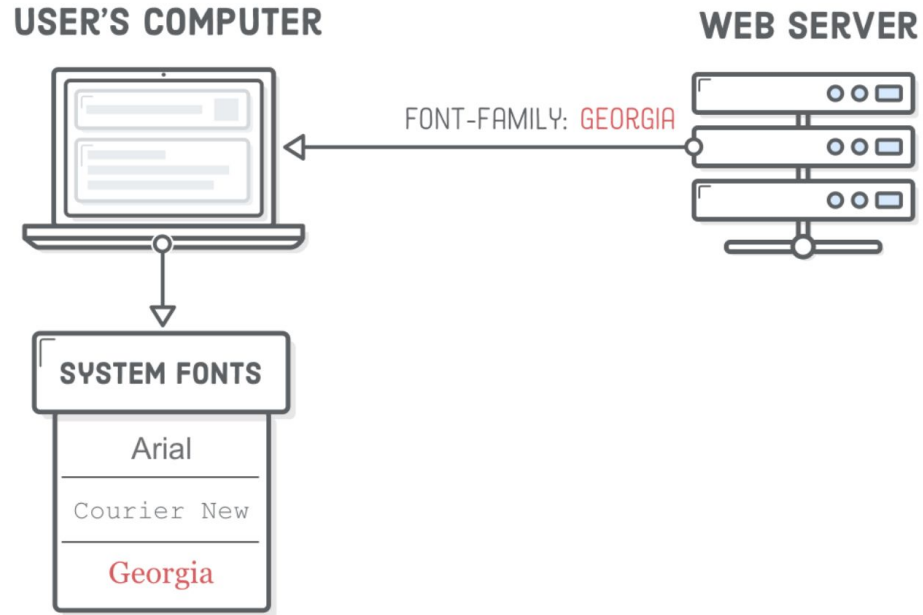 USER'S COMPUTER
WEB SERVER
FONT-FAMILY: GEORGIA
SYSTEM FONTS
Arial
Courier New
Georgia